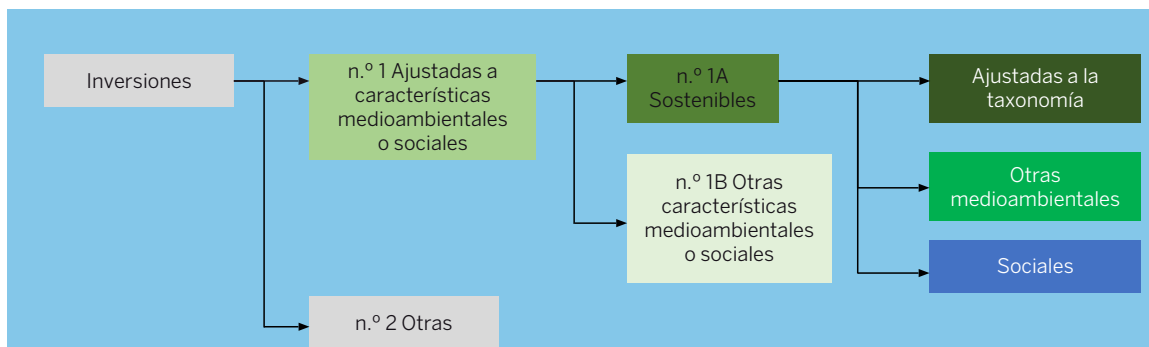 Inversiones
n.º 1 Ajustadas a
características
medioambientales
o sociales
n.º 1A
Sostenibles
Ajustadas a la
taxonomía
n.º 1B Otras
características
medioambientales
o sociales
Otras
medioambientales
Sociales
n.º 2 Otras